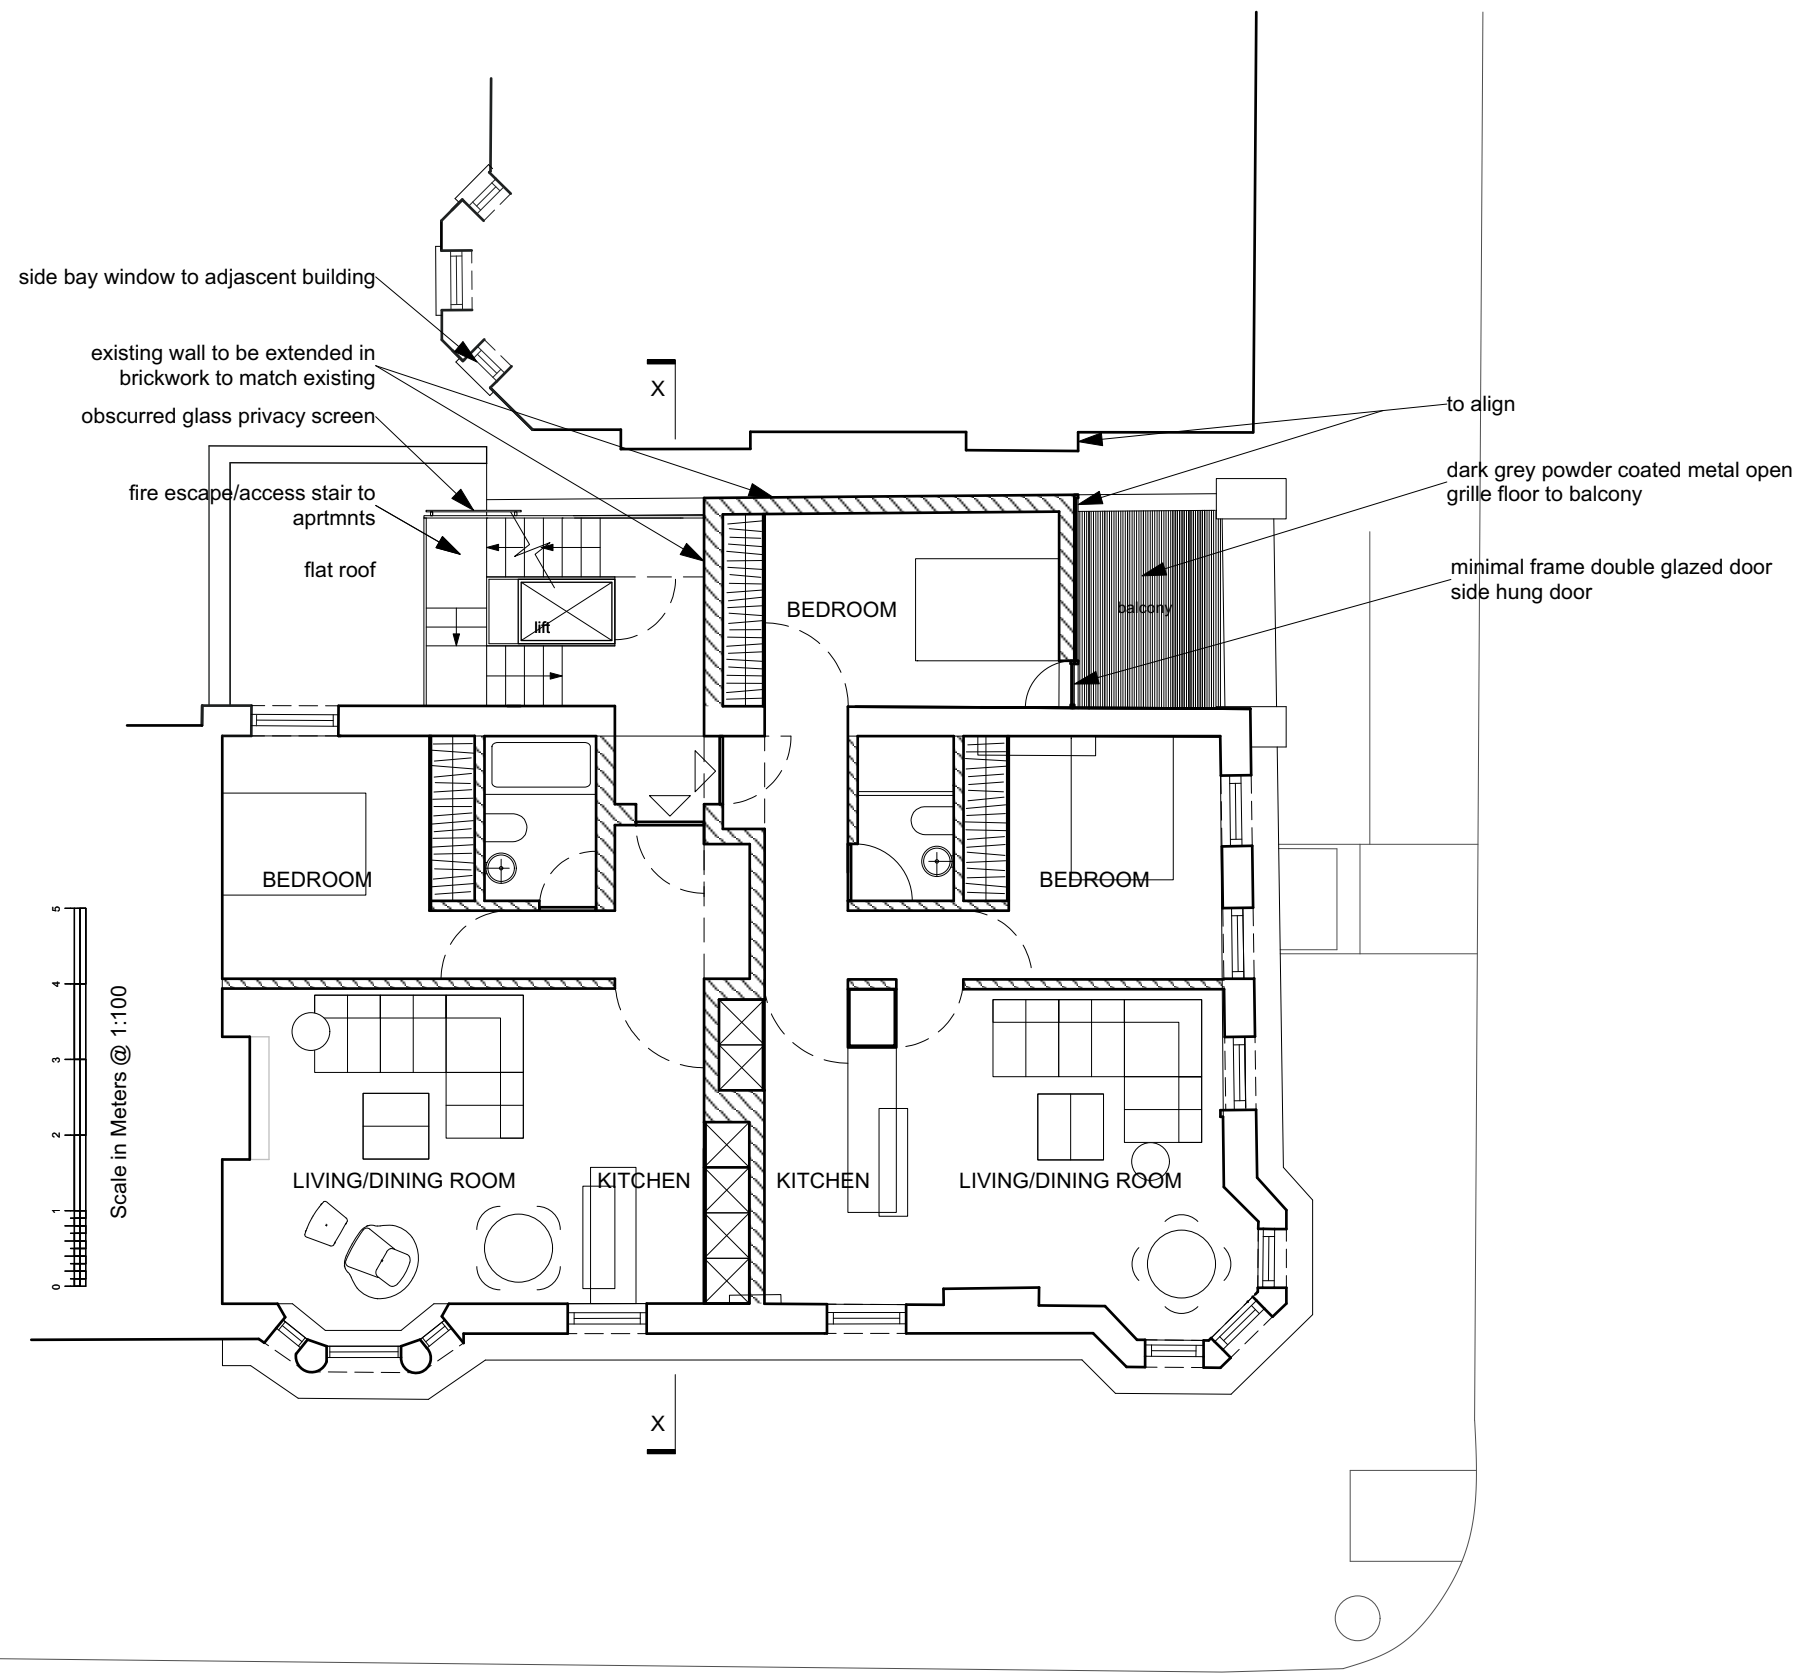 side bay window to adjascent building
existing wall to be extended in
brickwork to match existing
X
obscurred glass privacy screen
to align
dark grey powder coated metal open
grille floor to balcony
fire escape/access stair to
aprtmnts
flat roof
minimal frame double glazed door
side hung door
lift
BEDROOM
balcony
BEDROOM
BEDROOM
5
4
3
2
1
0
Scale in Meters @ 1:100
LIVING/DINING ROOM
KITCHEN
KITCHEN
LIVING/DINING ROOM
X